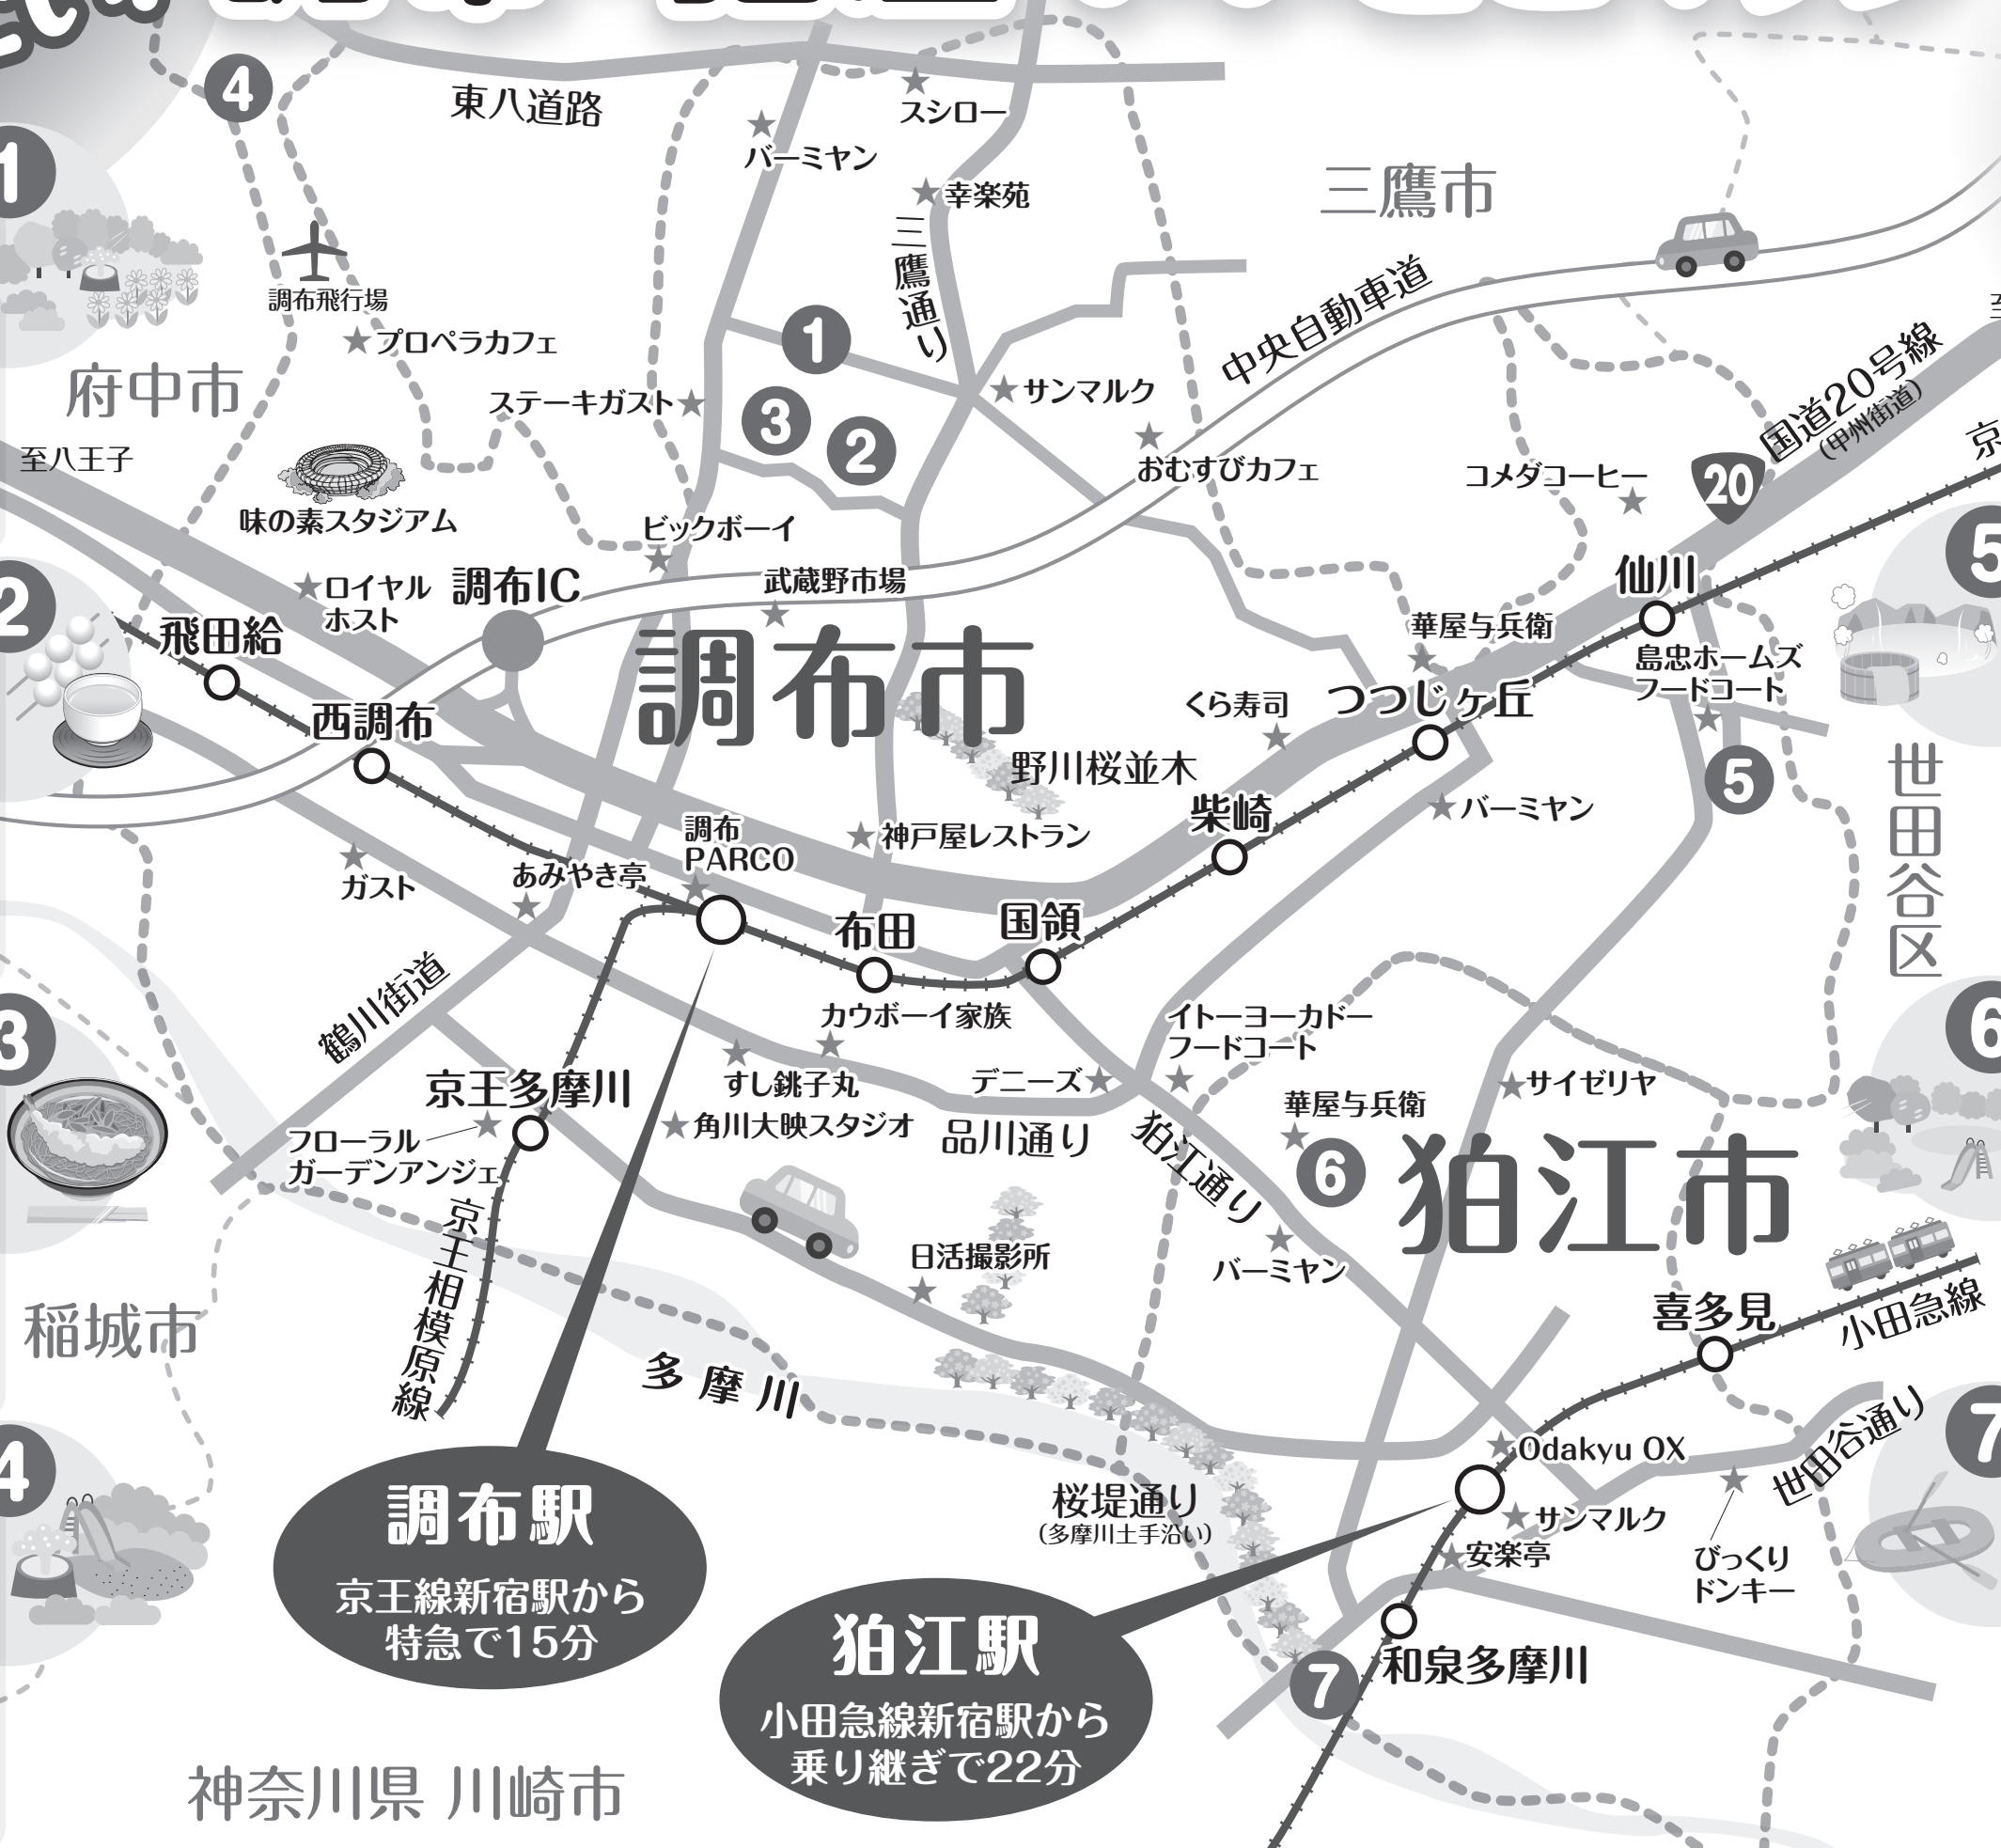 4
東八道路
スシロー
バーミヤン
幸楽苑
三鷹通り
三鷹市
1
調布飛行場
プロペラカフェ
府中市
至八王子
ステーキガスト
1
3
2
サンマルク
中央自動車道
国道20号線
(甲州街道)
20
京
至
おむすびカフェ
コメダコーヒー
味の素スタジアム
ビックボーイ
ロイヤル
ホスト
調布IC
武蔵野市場
2
飛田給
西調布
調布市
華屋与兵衛
仙川
島忠ホームズ
フードコート
5
くら寿司
つつじヶ丘
野川桜並木
柴崎
バーミヤン
5
世田谷区
調布
PARCO
神戸屋レストラン
あみやき亭
ガスト
布田
国領
鶴川街道
3
カウボーイ家族
イトーヨーカドー
フードコート
6
京王多摩川
すし銚子丸
デニーズ
サイゼリヤ
華屋与兵衛
フローラル
ガーデンアンジェ
角川大映スタジオ
品川通り
狛江通り
6
狛江市
京王相模原線
日活撮影所
バーミヤン
稲城市
喜多見
小田急線
多摩川
世田谷通り
7
4
Odakyu OX
桜堤通り
(多摩川土手沿い)
サンマルク
安楽亭
びっくり
ドンキー
調布駅
京王線新宿駅から
特急で15分
狛江駅
小田急線新宿駅から
乗り継ぎで22分
和泉多摩川
7
神奈川県 川崎市